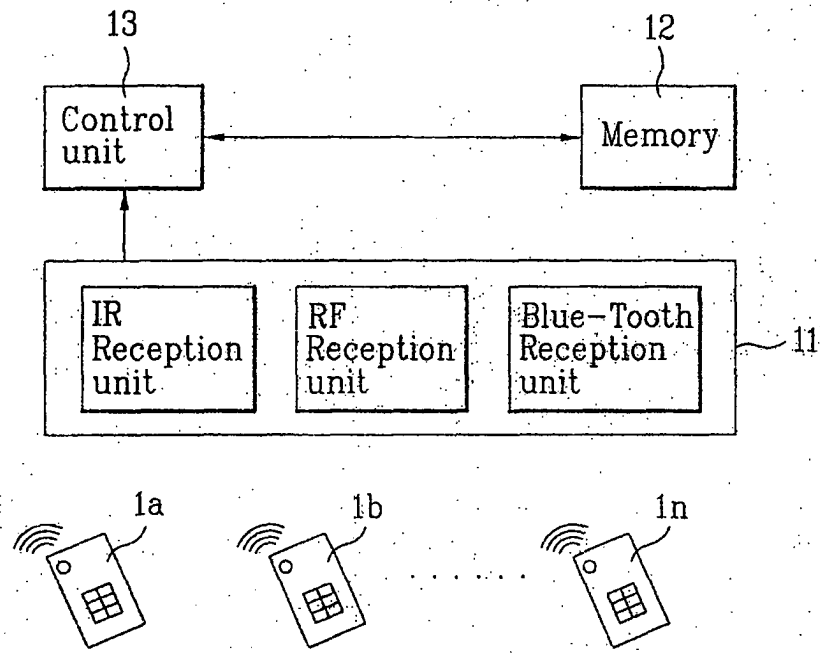 13
12
Control
unit
Memory
IR
Reception
unit
RF
Reception
unit
Blue-Tooth
Reception
unit
11
1a
1b
1n